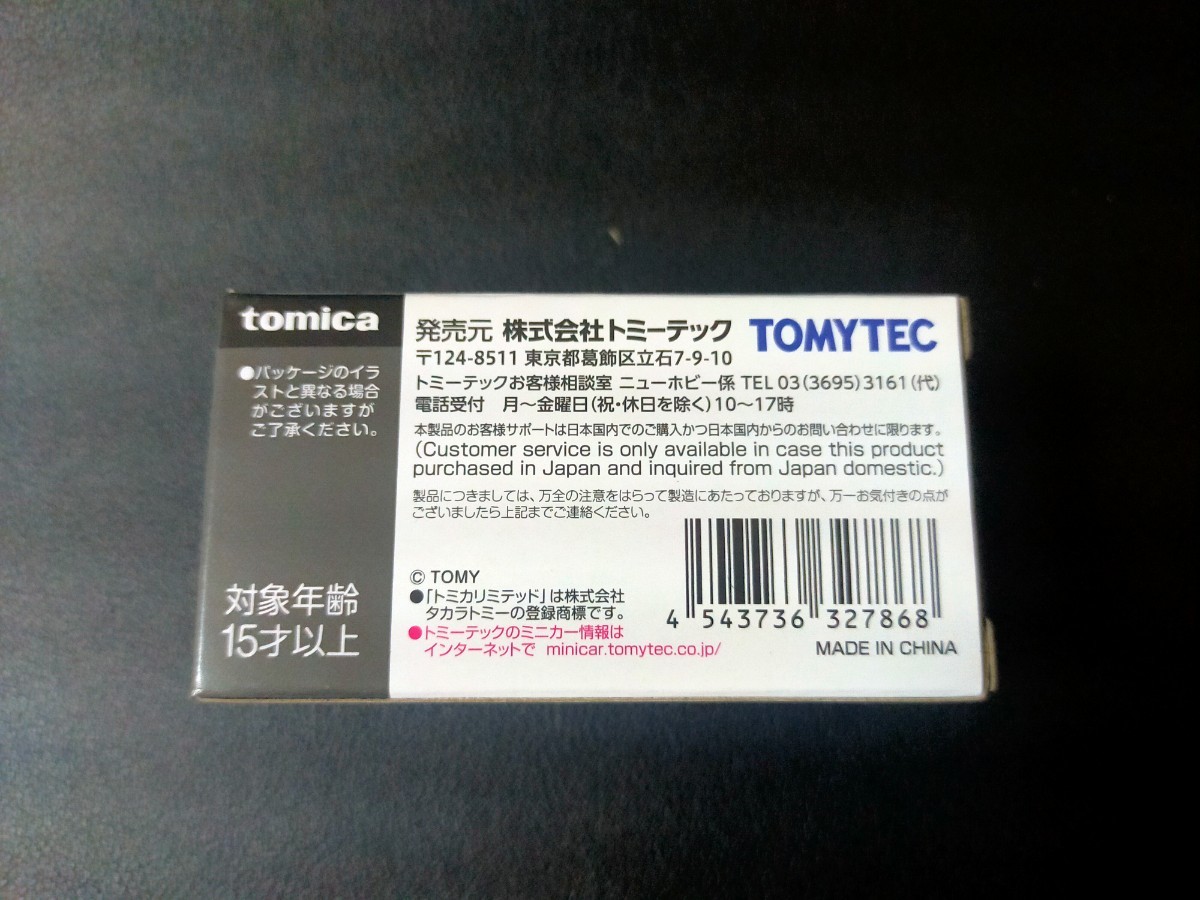 tomica
●パッケージのイラ
ストと異なる場合
がございますが
ご了承ください。
対象年齢
15才以上
発売元 株式会社トミーテック TOMYTEC
〒124-8511 東京都葛飾区立石7-9-10
トミーテックお客様相談室 ニューホビー係 TEL 03(3695)3161(代)
電話受付 月～金曜日(祝・休日を除く)10～17時
本製品のお客様サポートは日本国内でのご購入かつ日本国内からのお問い合わせに限ります。
(Customer service is only available in case this product
purchased in Japan and inquired from Japan domestic.)
製品につきましては、万全の注意をはらって製造にあたっておりますが、万一お気付きの点が
ございましたら上記までご連絡ください。
© TOMY
●「トミカリミテッド」は株式会社
タカラトミーの登録商標です。
●トミーテックのミニカー情報は
インターネットで minicar.tomytec.co.jp/
4 543736 327868
MADE IN CHINA